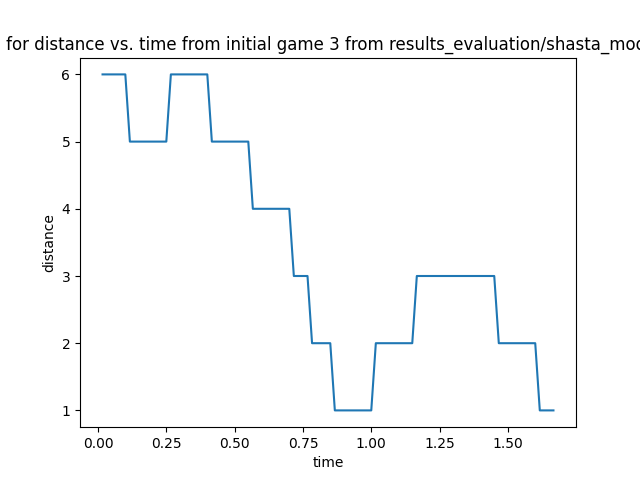 for distance vs. time from initial game 3 from results_evaluation/shasta_mo
6
5
4
3
2
1
distance
0.00 0.25 0.50 0.75 1.00 1.25 1.50
time